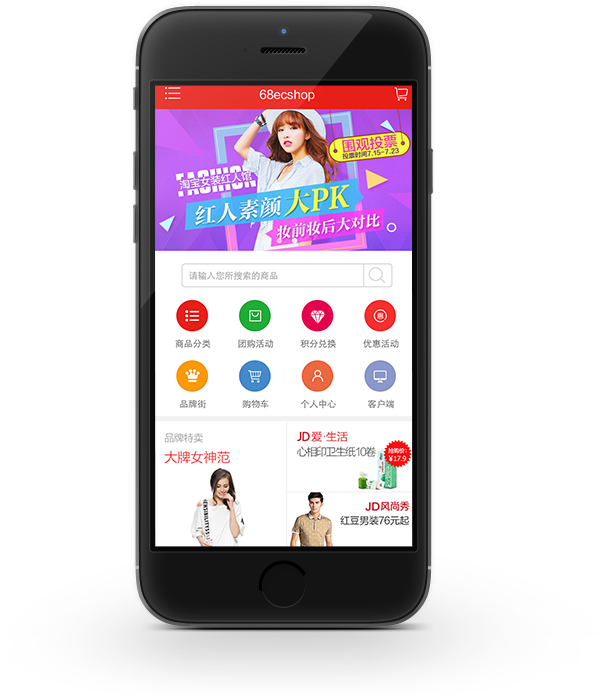 68ecshop
围观投票
投票时间7.15~7.23
FASHION
淘宝女装红人馆
红人素颜大PK
妆前妆后大对比
请输入您所搜索的商品
商品分类
团购活动
积分兑换
优惠活动
惠
品牌街
购物车
个人中心
客户端
品牌特卖
大牌女神范
JD爱·生活
心相印卫生纸10卷
抢购价:
¥17.9
JD风尚秀
红豆男装76元起